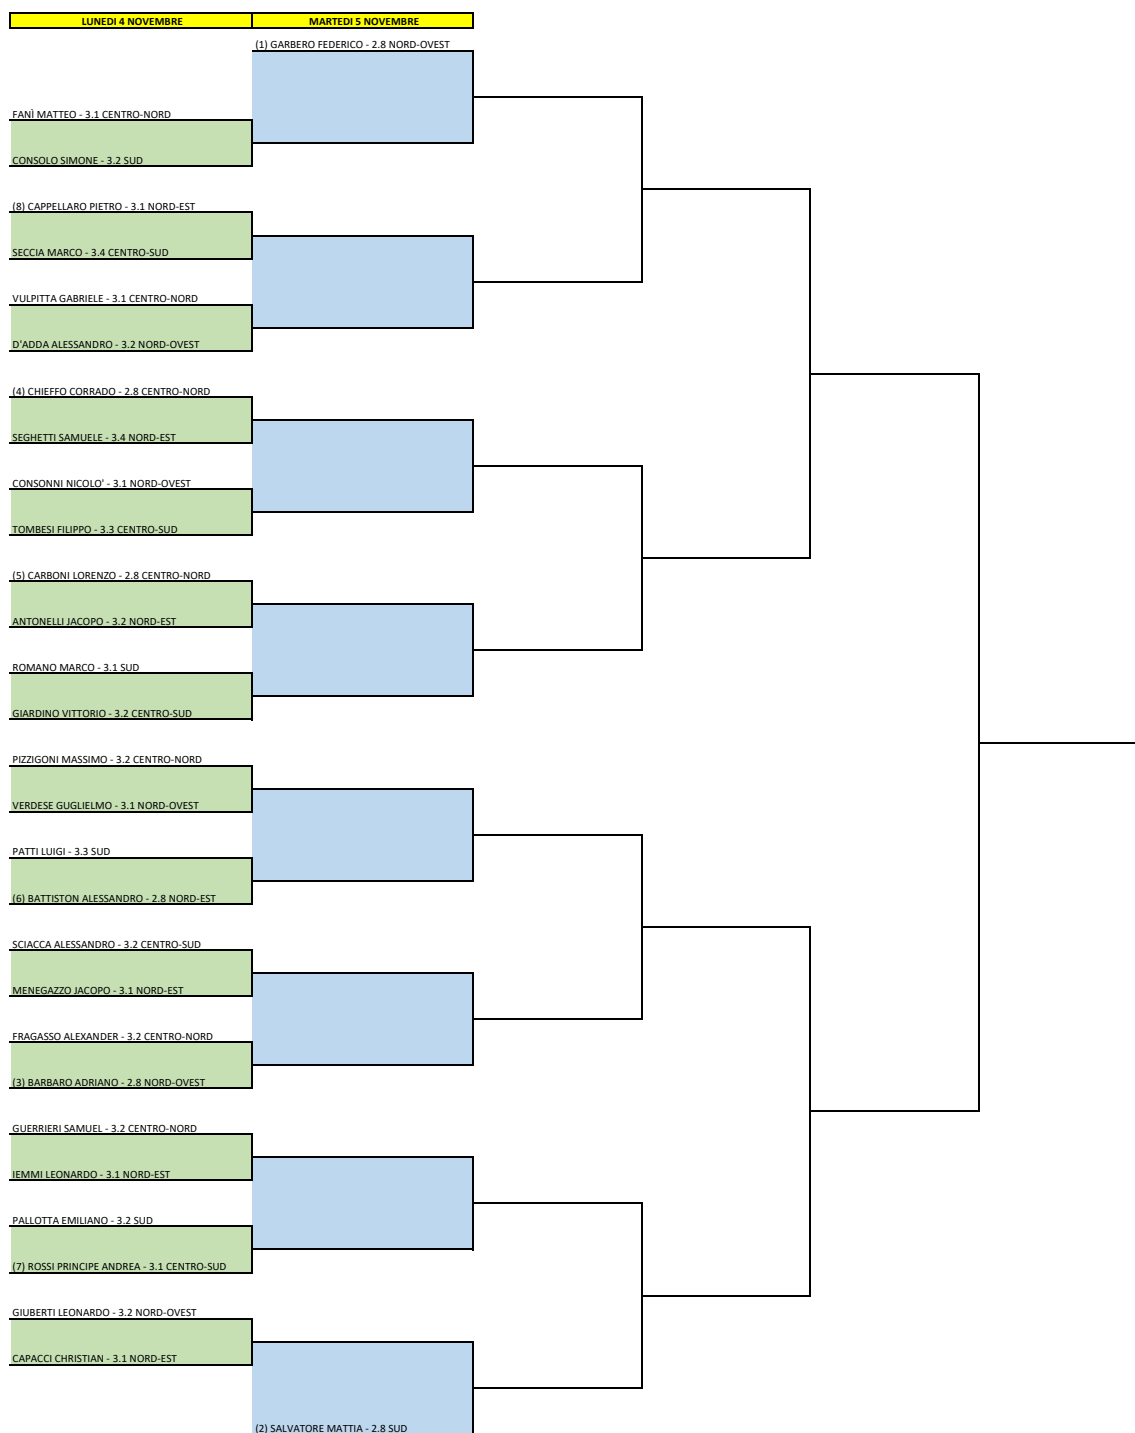 LUNEDI 4 NOVEMBRE
MARTEDI 5 NOVEMBRE
(1) GARBERO FEDERICO - 2.8 NORD-OVEST
FANÌ MATTEO - 3.1 CENTRO-NORD
CONSOLO SIMONE - 3.2 SUD
(8) CAPPELLARO PIETRO - 3.1 NORD-EST
SECCIA MARCO - 3.4 CENTRO-SUD
VULPITTA GABRIELE - 3.1 CENTRO-NORD
D'ADDA ALESSANDRO - 3.2 NORD-OVEST
(4) CHIEFFO CORRADO - 2.8 CENTRO-NORD
SEGHETTI SAMUELE - 3.4 NORD-EST
CONSONNI NICOLO' - 3.1 NORD-OVEST
TOMBESI FILIPPO - 3.3 CENTRO-SUD
(5) CARBONI LORENZO - 2.8 CENTRO-NORD
ANTONELLI JACOPO - 3.2 NORD-EST
ROMANO MARCO - 3.1 SUD
GIARDINO VITTORIO - 3.2 CENTRO-SUD
PIZZIGONI MASSIMO - 3.2 CENTRO-NORD
VERDESE GUGLIELMO - 3.1 NORD-OVEST
PATTI LUIGI - 3.3 SUD
(6) BATTISTON ALESSANDRO - 2.8 NORD-EST
SCIACCA ALESSANDRO - 3.2 CENTRO-SUD
MENEGAZZO JACOPO - 3.1 NORD-EST
FRAGASSO ALEXANDER - 3.2 CENTRO-NORD
(3) BARBARO ADRIANO - 2.8 NORD-OVEST
GUERRIERI SAMUEL - 3.2 CENTRO-NORD
IEMMI LEONARDO - 3.1 NORD-EST
PALLOTTA EMILIANO - 3.2 SUD
(7) ROSSI PRINCIPE ANDREA - 3.1 CENTRO-SUD
GIUBERTI LEONARDO - 3.2 NORD-OVEST
CAPACCI CHRISTIAN - 3.1 NORD-EST
(2) SALVATORE MATTIA - 2.8 SUD